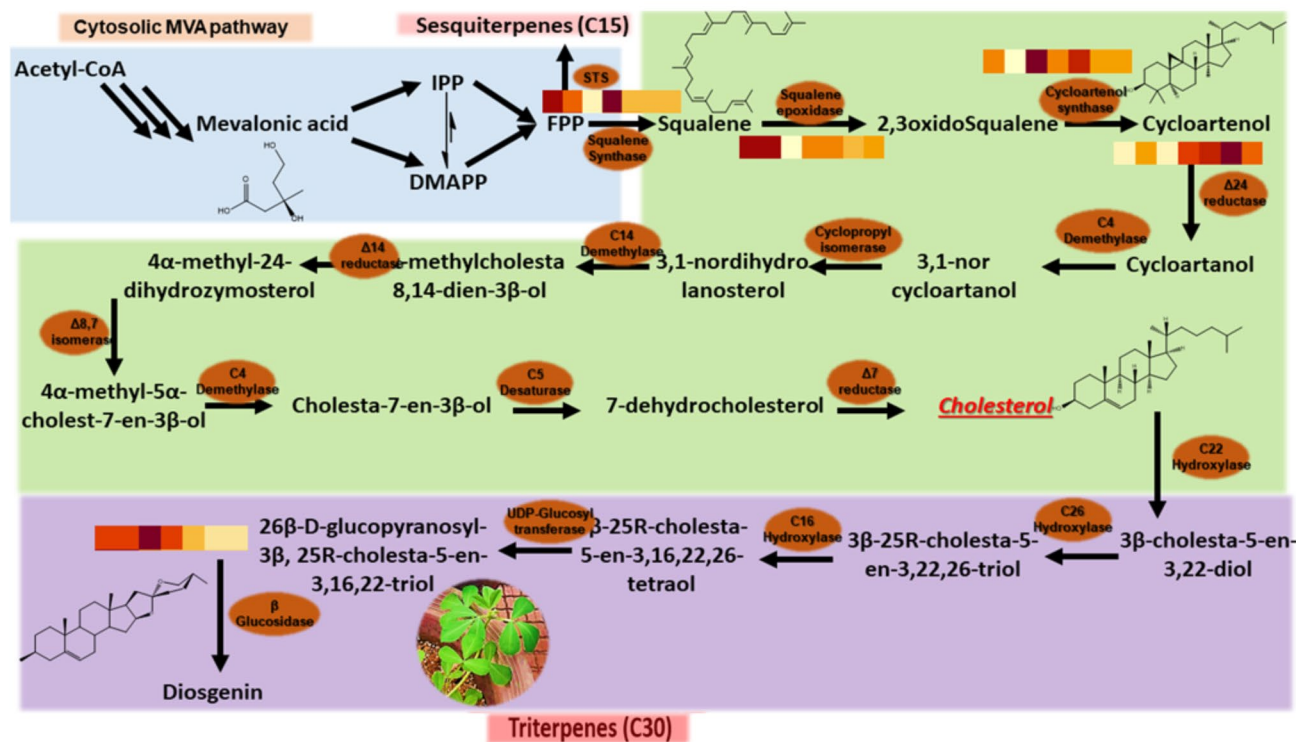 Cytosolic MVA pathway
Sesquiterpenes (C15)
Acetyl-CoA
Mevalonic acid
HO
O
HO
OH
IPP
DMAPP
STS
FPP
Squalene
Synthase
Squalene
Squalene
epoxidase
2,3oxidoSqualene
Cycloartenol
synthase
HO
Cycloartenol
Δ24
reductase
Cycloartanol
C4
Demethylase
3,1-nor
cycloartanol
Cyclopropyl
isomerase
3,1-nordihydro
lanosterol
C14
Demethylase
-methylcholesta
8,14-dien-3β-ol
Δ14
reductase
4α-methyl-24-
dihydrozymosterol
Δ8,7
isomerase
4α-methyl-5α-
cholest-7-en-3β-ol
C4
Demethylase
Cholesta-7-en-3β-ol
C5
Desaturase
7-dehydrocholesterol
Δ7
reductase
Cholesterol
HO
H
H
H
H
C22
Hydroxylase
3β-cholesta-5-en-
3,22-diol
C26
Hydroxylase
3β-25R-cholesta-5-
en-3,22,26-triol
C16
Hydroxylase
β-25R-cholesta-
5-en-3,16,22,26-
tetraol
UDP-Glucosyl
transferase
26β-D-glucopyranosyl-
3β, 25R-cholesta-5-en-
3,16,22-triol
β
Glucosidase
O
O
Diosgenin
Triterpenes (C30)